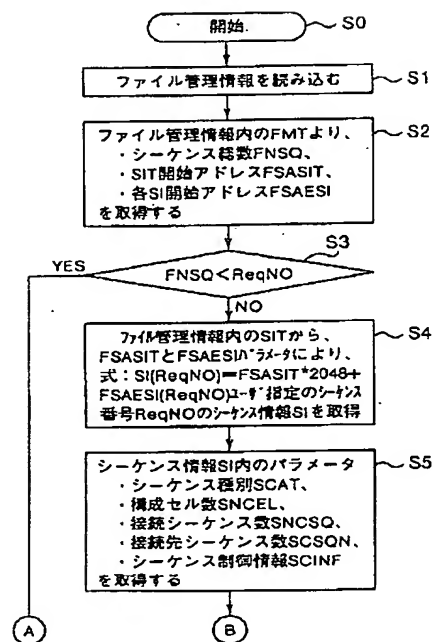 開始
S0
ファイル管理情報を読み込む
S1
ファイル管理情報内のFMTより、
・シーケンス総数FNSQ、
・SIT開始アドレスFSASIT、
・各SI開始アドレスFSAESI
を取得する
S2
FNSQ<ReqNO
S3
YES
NO
ファイル管理情報内のSITから、
FSASITとFSAESIパラメータにより、
式:SI(ReqNO)=FSASIT*2048+
FSAESI(ReqNO)ユーザ指定のシーケンス
番号ReqNOのシーケンス情報SIを取得
S4
シーケンス情報SI内のパラメータ
・シーケンス種別SCAT、
・構成セル数SNCEL、
・接続シーケンス数SNCSQ、
・接続先シーケンス数SCSQN、
・シーケンス制御情報SCINF
を取得する
S5
A
B